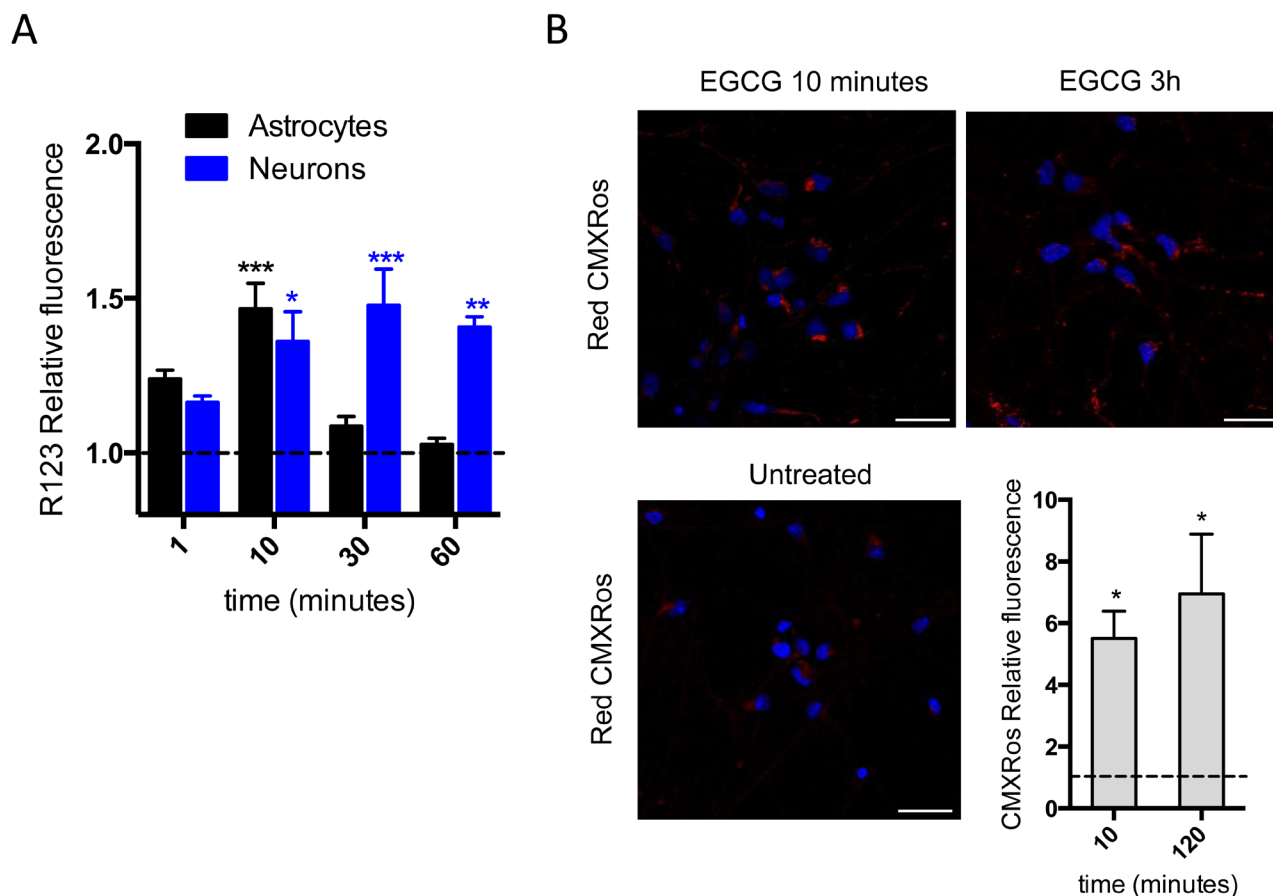 A
Astrocytes
Neurons
R123 Relative fluorescence
2.0
1.5
1.0
***
*
***
**
1
10
30
60
time (minutes)
B
EGCG 10 minutes
EGCG 3h
Red CMXRos
Untreated
Red CMXRos
CMXRos Relative fluorescence
10
8
6
4
2
0
*
*
10
120
time (minutes)